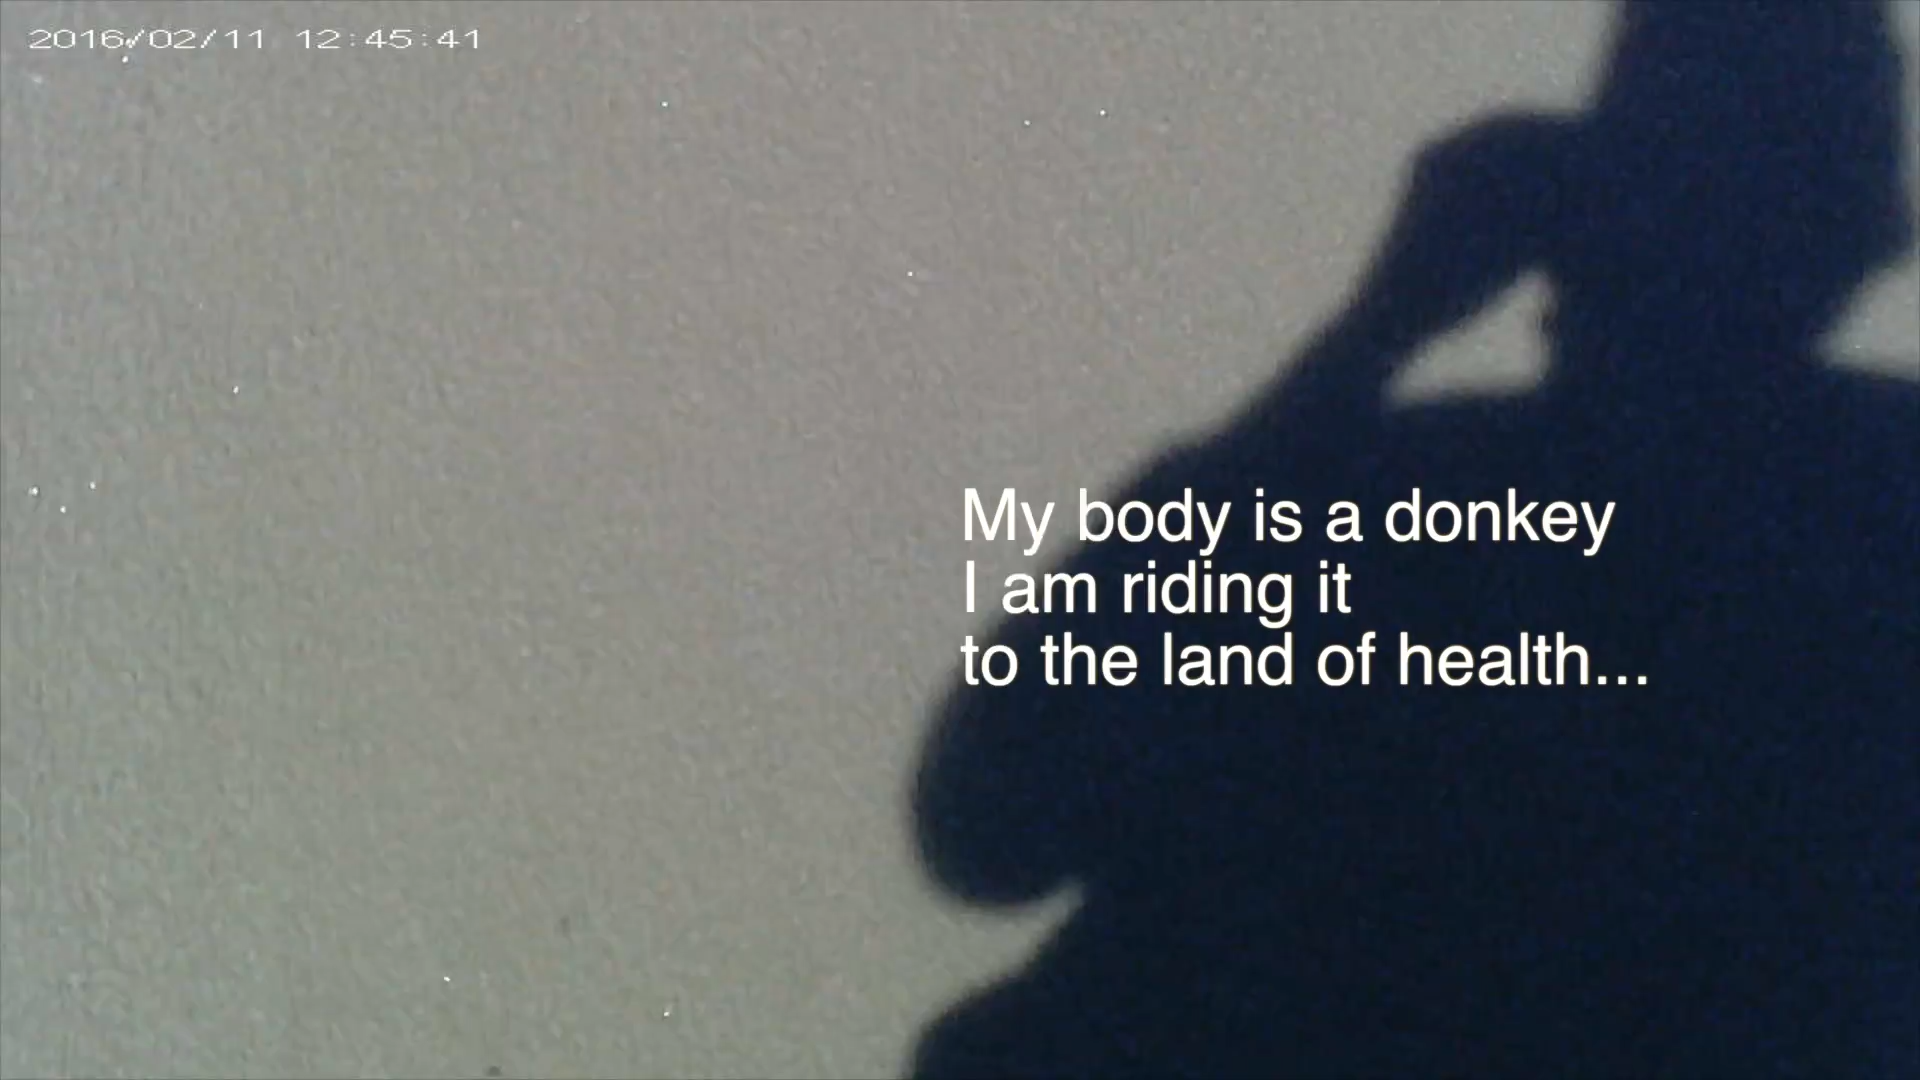 2016/02/11 12:45:41
My body is a donkey
I am riding it
to the land of health...